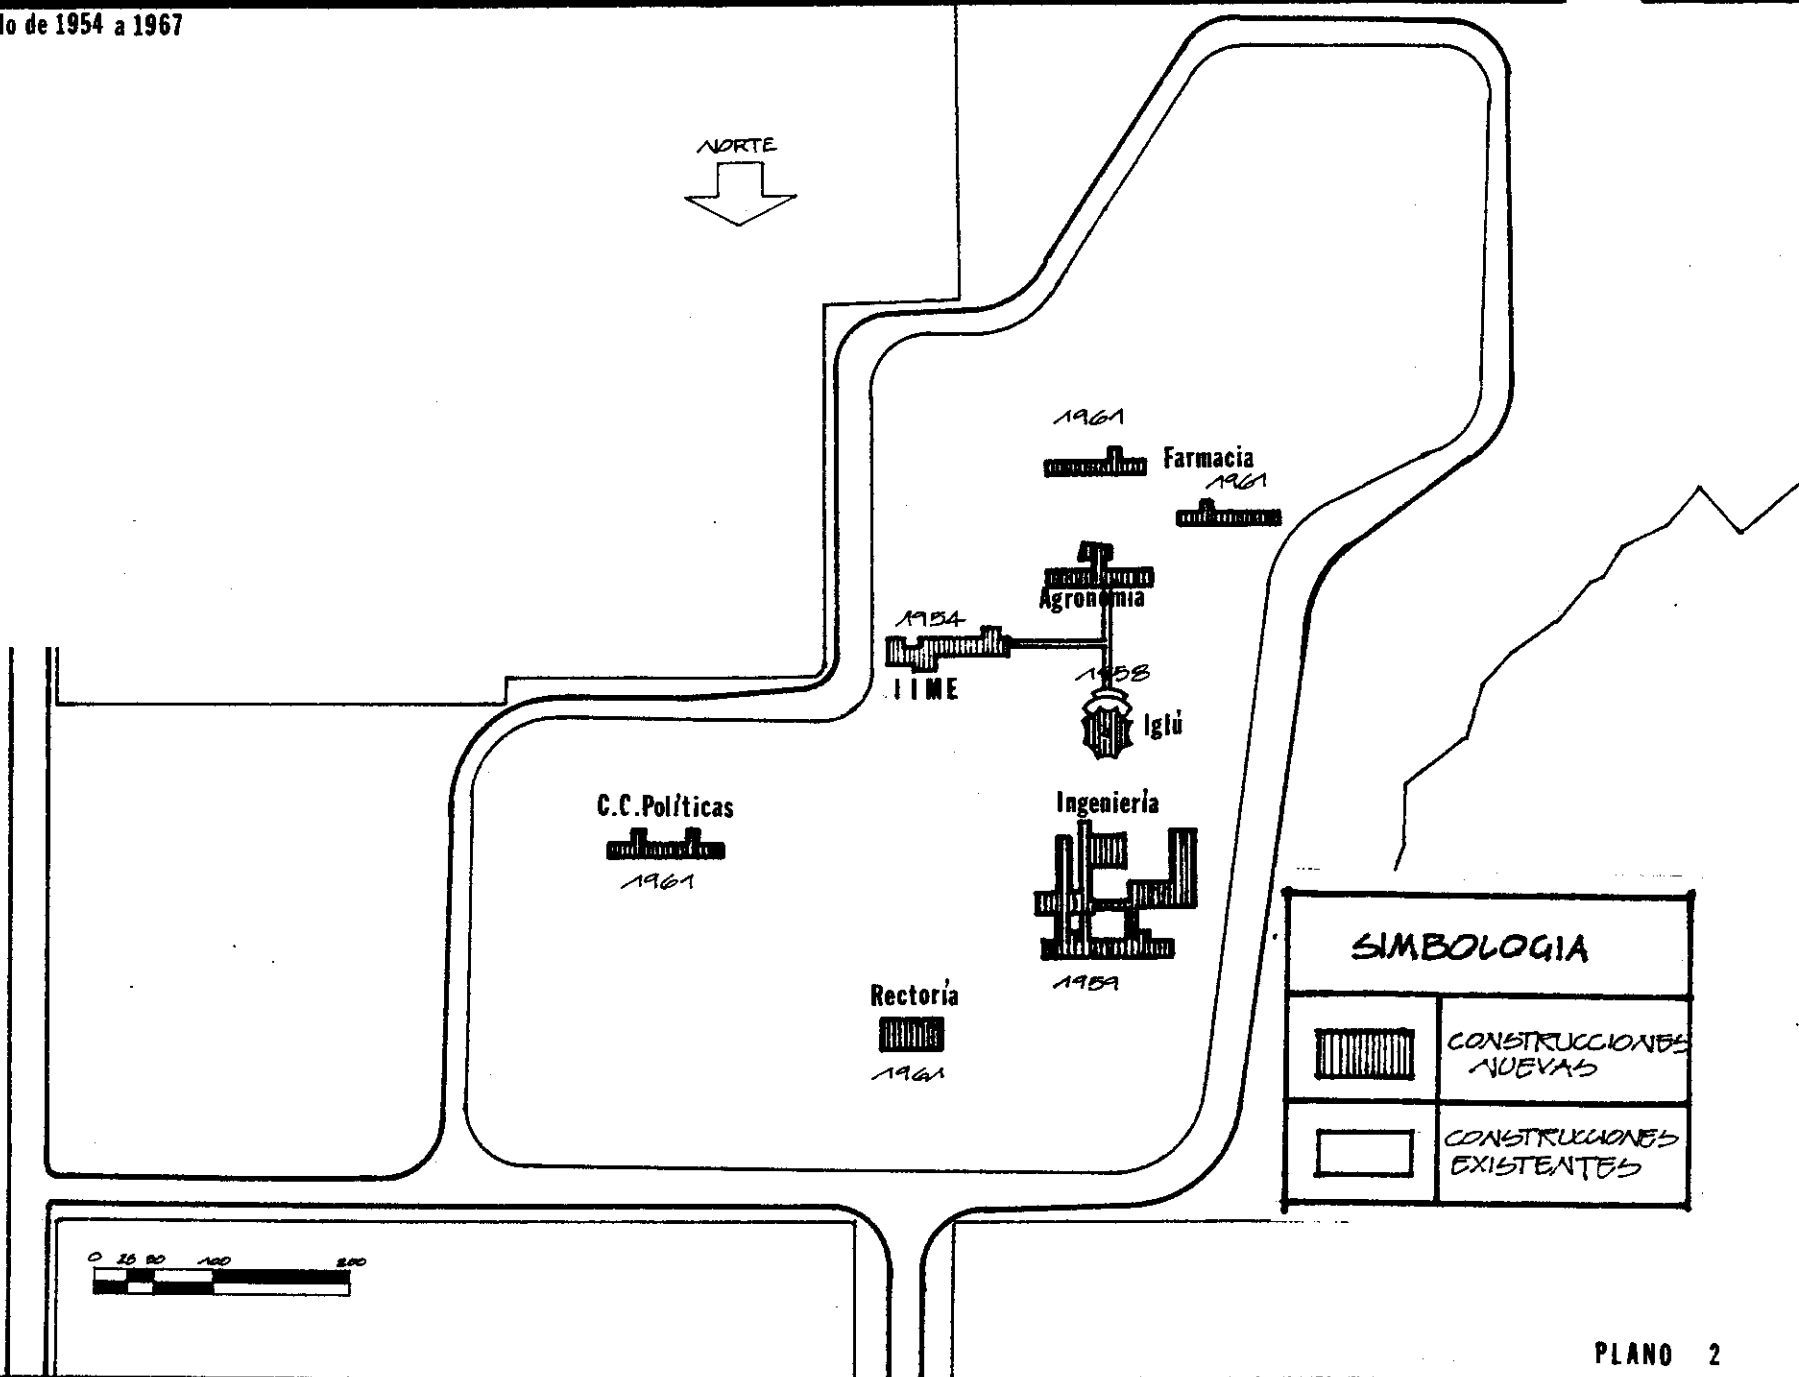 lo de 1954 a 1967
NORTE
1961
Farmacia
1961
Agronomía
1954
IIME
1958
Iglú
C.C.Políticas
1961
Ingeniería
1959
Rectoría
1961
SIMBOLOGIA
CONSTRUCCIONES
NUEVAS
CONSTRUCCIONES
EXISTENTES
0 25 50 100 200
PLANO 2